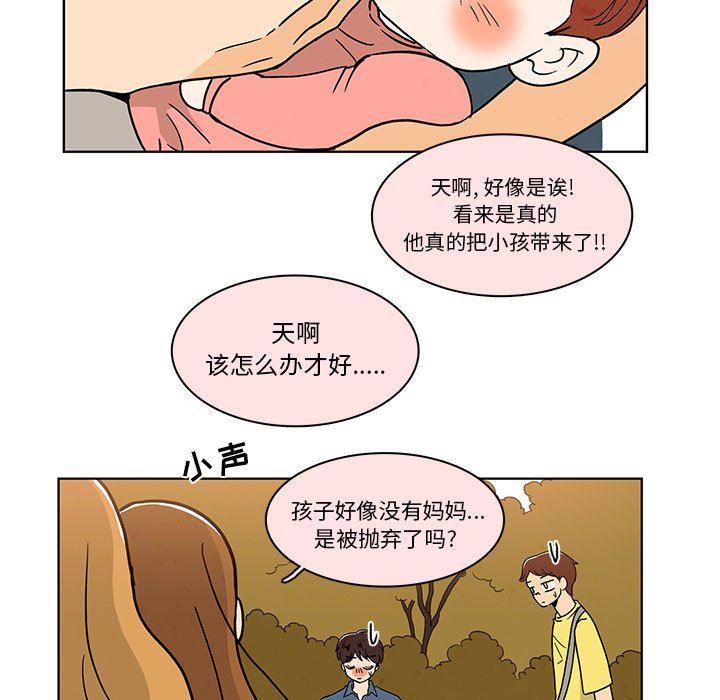 天啊, 好像是诶!
看来是真的
他真的把小孩带来了!!
天啊
该怎么办才好.....
小声
孩子好像没有妈妈...
是被抛弃了吗?